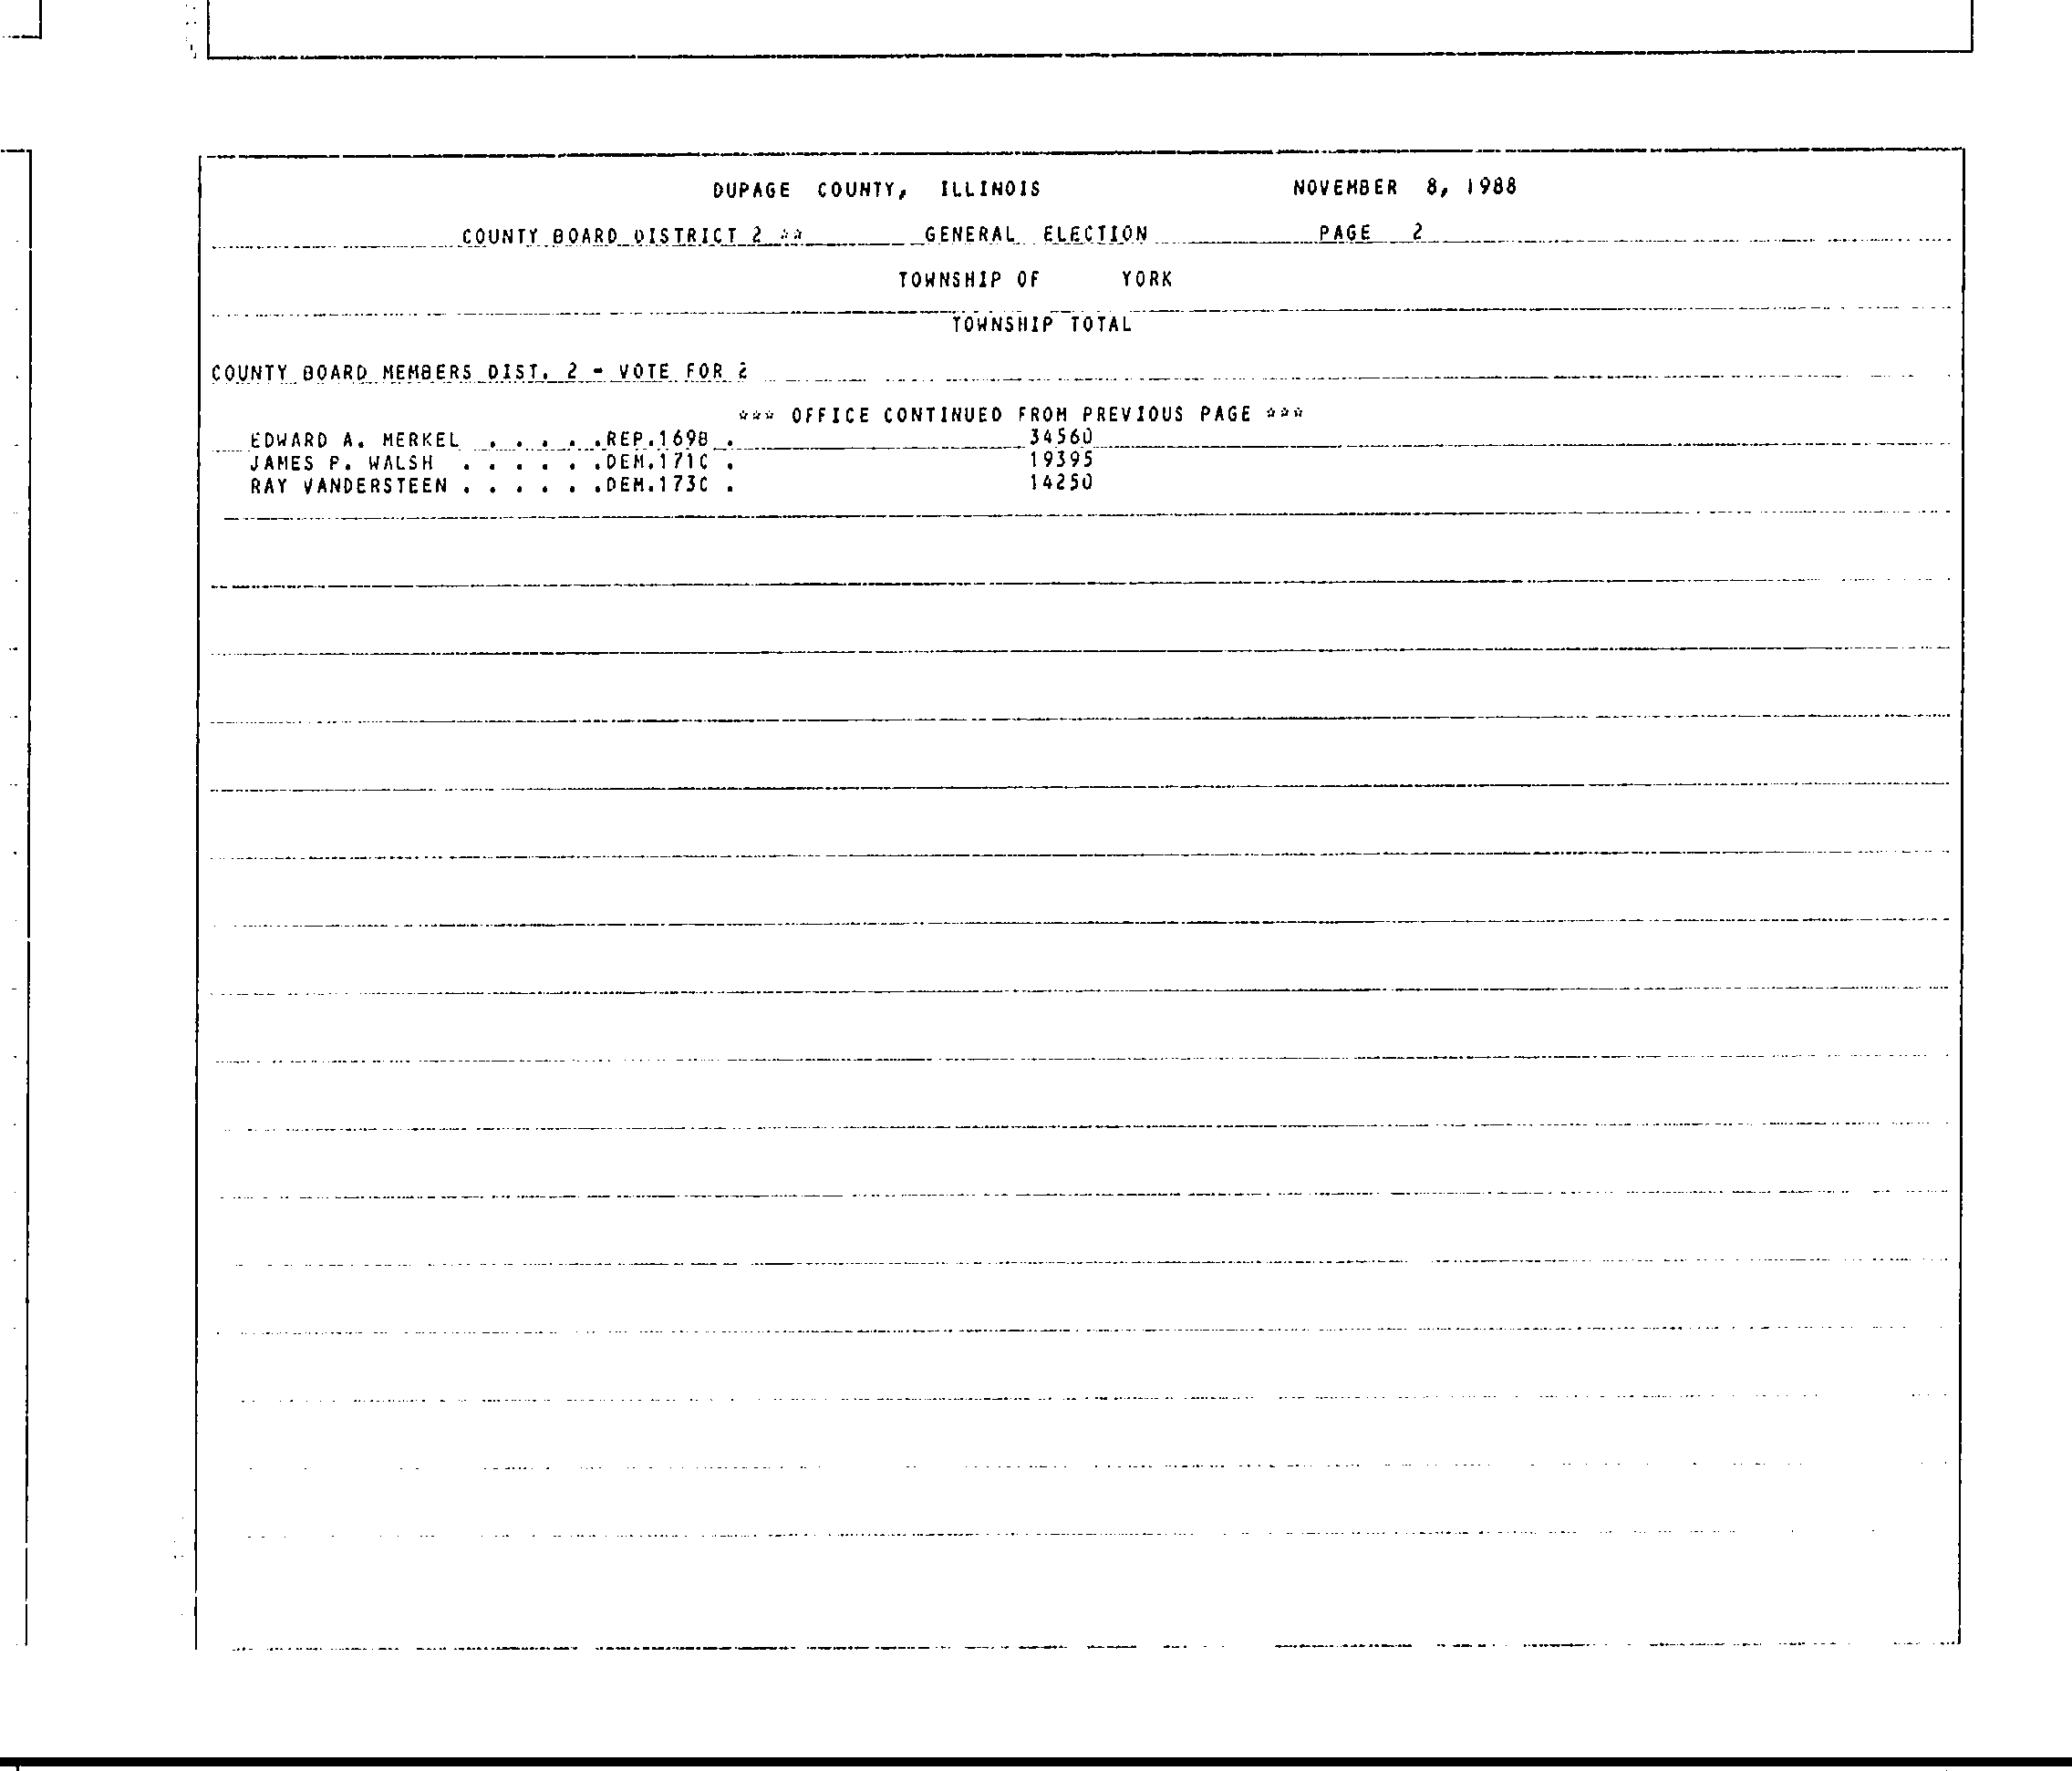 DUPAGE COUNTY, ILLINOIS NOVEMBER 8, 1988
COUNTY BOARD DISTRICT 2 ** GENERAL ELECTION PAGE 2
TOWNSHIP OF YORK
TOWNSHIP TOTAL
COUNTY BOARD MEMBERS DIST. 2 - VOTE FOR 2
*** OFFICE CONTINUED FROM PREVIOUS PAGE ***
EDWARD A. MERKEL . . . . .REP.169B . 34560
JAMES P. WALSH . . . . . .DEM.171C . 19395
RAY VANDERSTEEN . . . . . .DEM.173C . 14250